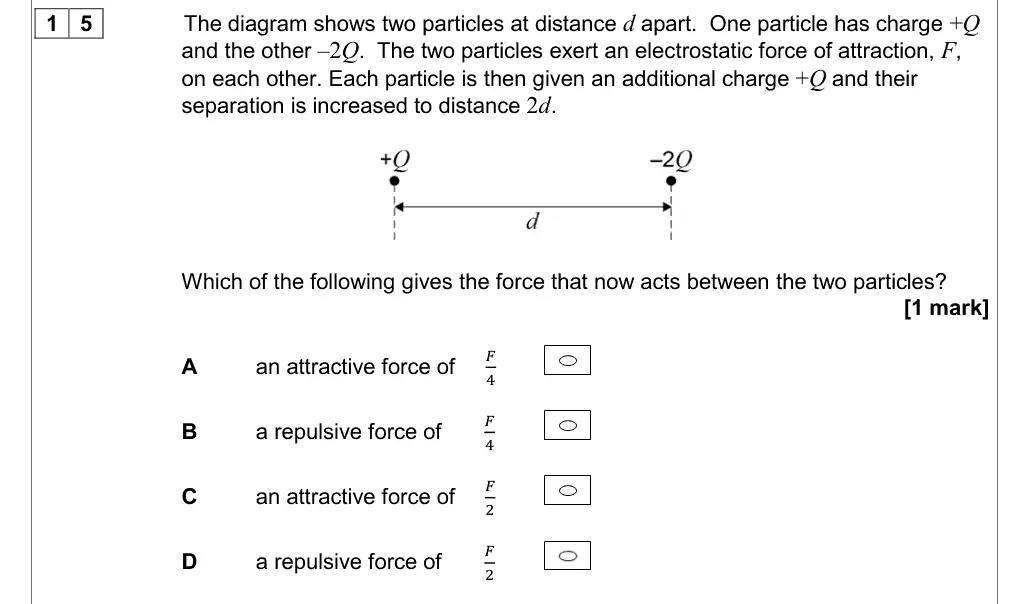 1 5 The diagram shows two particles at distance d apart. One particle has charge +Q
and the other –2Q. The two particles exert an electrostatic force of attraction, F,
on each other. Each particle is then given an additional charge +Q and their
separation is increased to distance 2d.
+Q –2Q
d
Which of the following gives the force that now acts between the two particles?
[1 mark]
A an attractive force of F/4
B a repulsive force of F/4
C an attractive force of F/2
D a repulsive force of F/2